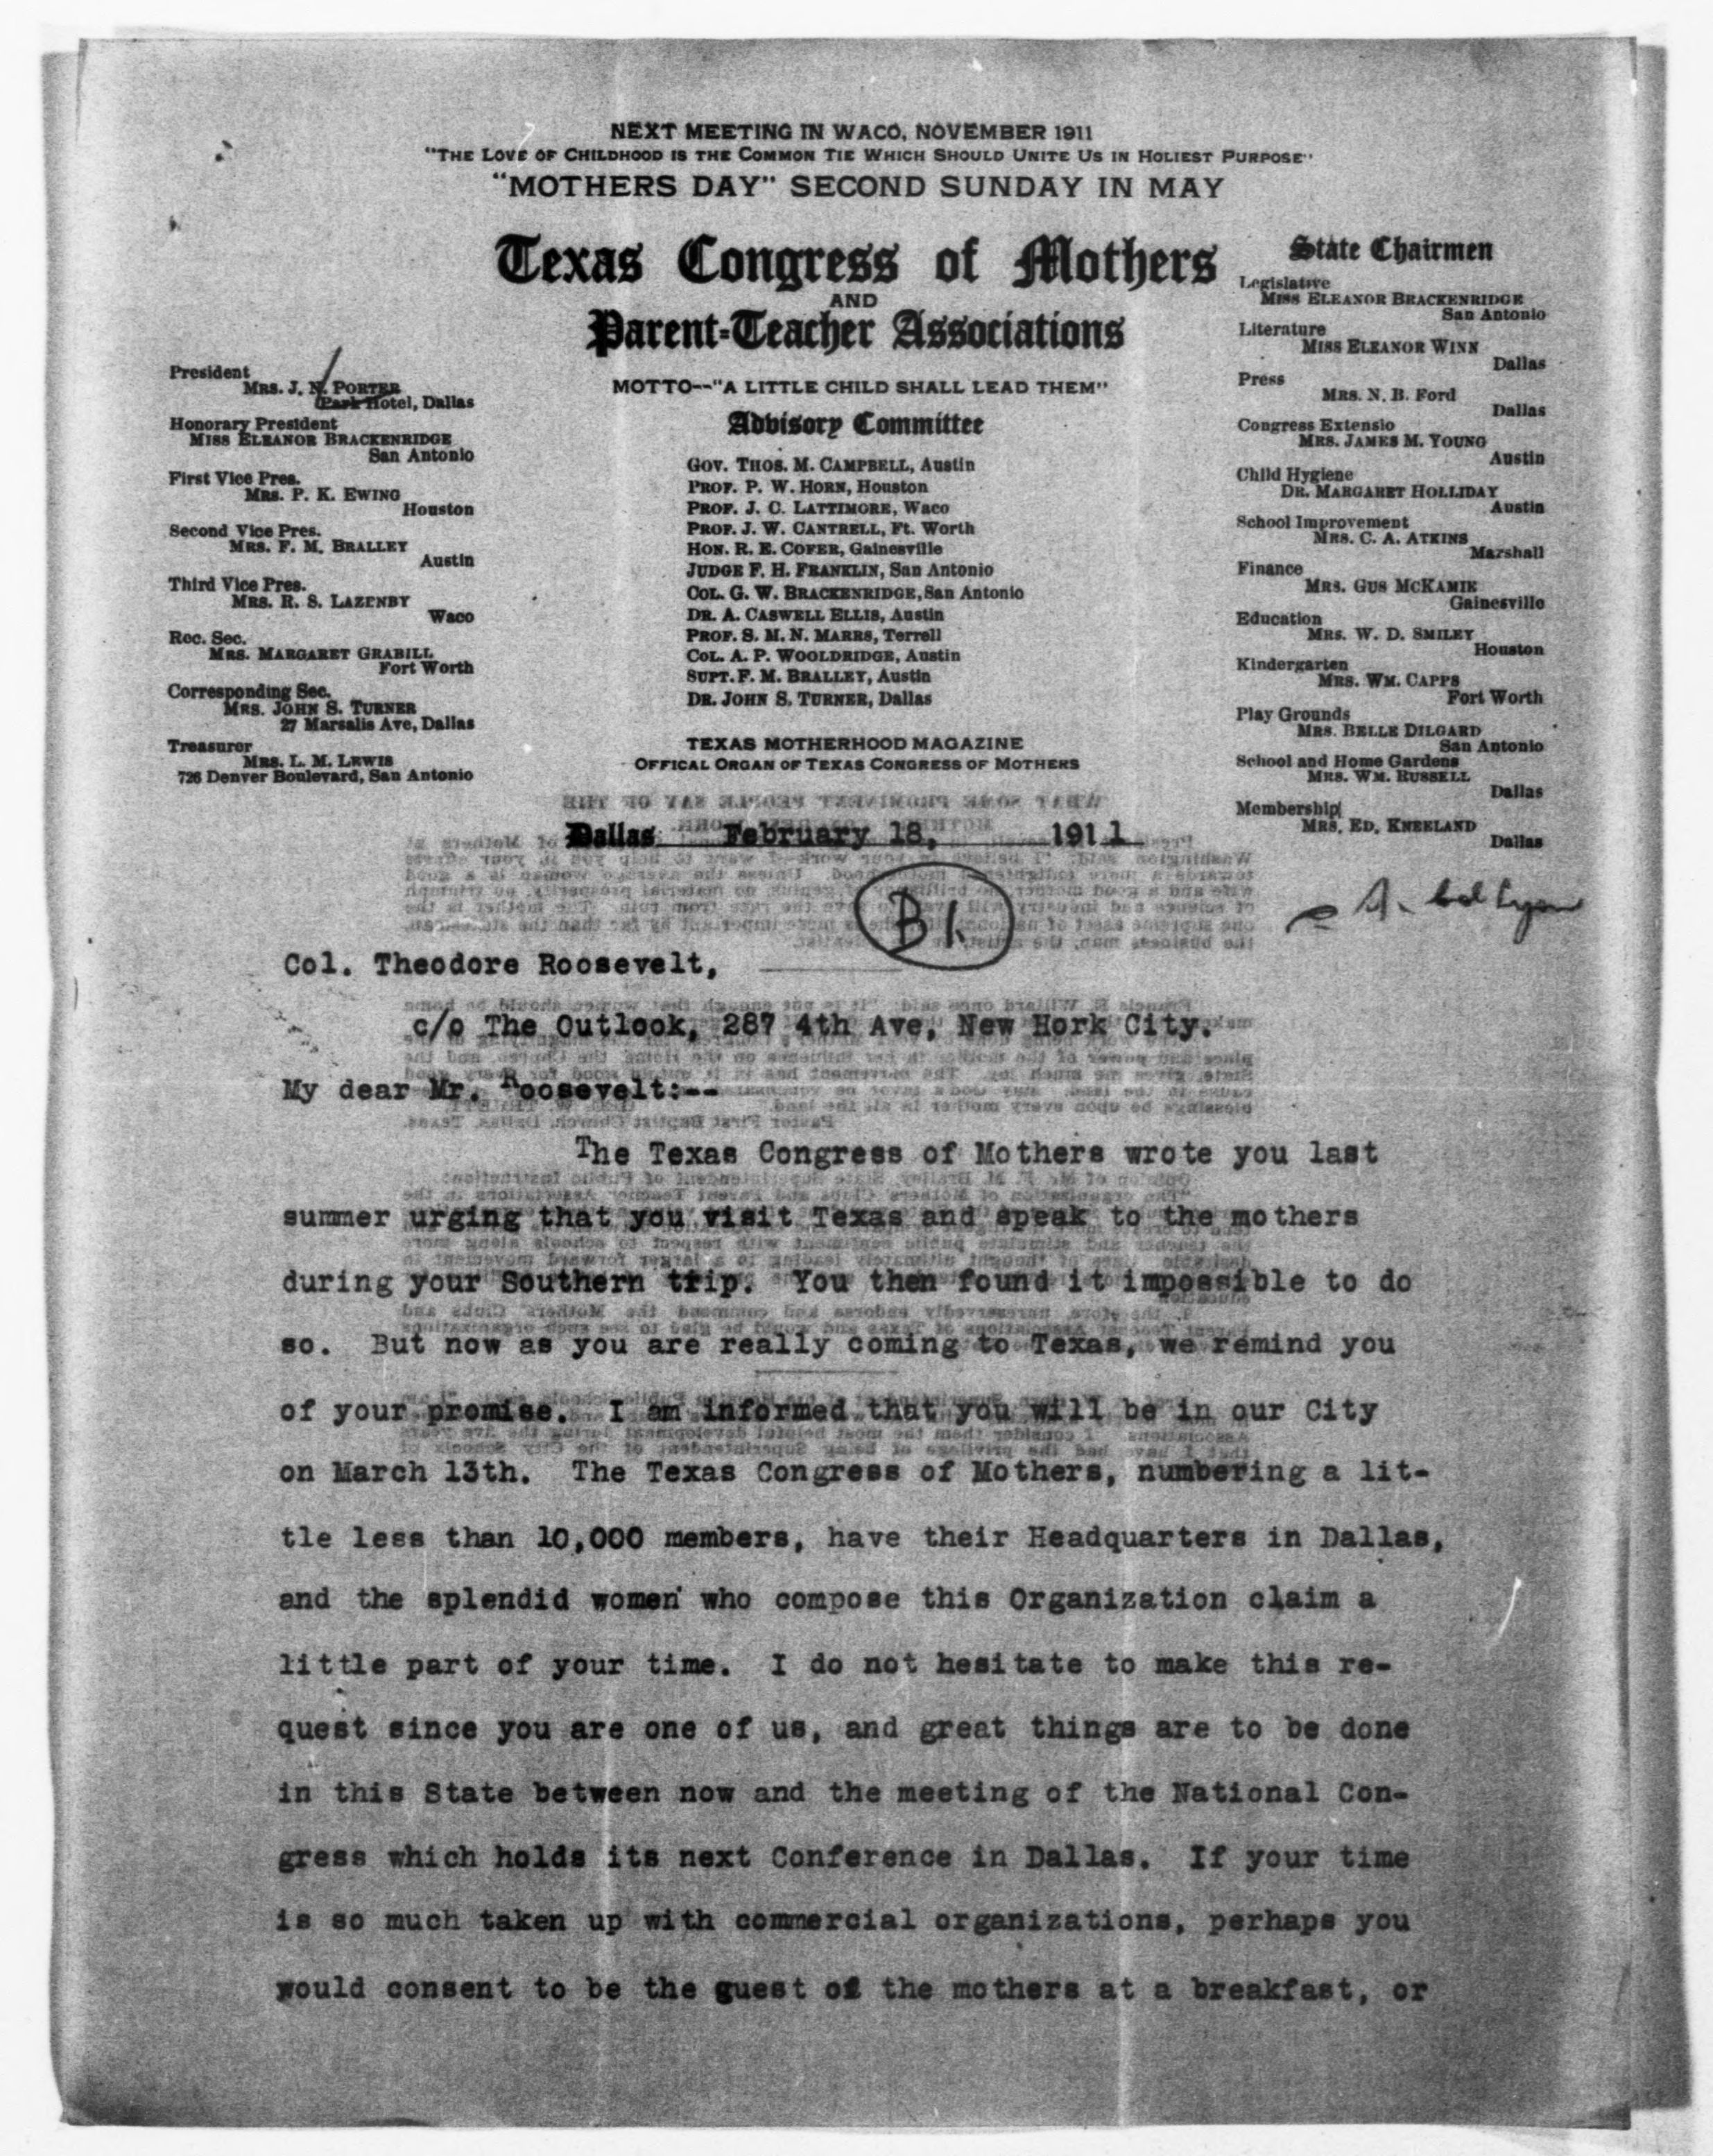 NEXT MEETING IN WACO, NOVEMBER 1911
"THE LOVE OF CHILDHOOD IS THE COMMON TIE WHICH SHOULD UNITE US IN HOLIEST PURPOSE"
"MOTHERS DAY" SECOND SUNDAY IN MAY
Texas Congress of Mothers
AND
Parent-Teacher Associations
MOTTO--"A LITTLE CHILD SHALL LEAD THEM"
President
MRS. J. N. PORTER
Park Hotel, Dallas
Honorary President
MISS ELEANOR BRACKENRIDGE
San Antonio
First Vice Pres.
MRS. P. K. EWING
Houston
Second Vice Pres.
MRS. F. M. BRALLEY
Austin
Third Vice Pres.
MRS. R. S. LAZENBY
Waco
Rec. Sec.
MRS. MARGARET GRABILL
Fort Worth
Corresponding Sec.
MRS. JOHN S. TURNER
27 Marsalis Ave, Dallas
Treasurer
MRS. L. M. LEWIS
726 Denver Boulevard, San Antonio
Advisory Committee
GOV. THOS. M. CAMPBELL, Austin
PROF. P. W. HORN, Houston
PROF. J. C. LATTIMORE, Waco
PROF. J. W. CANTRELL, Ft. Worth
HON. R. E. COFER, Gainesville
JUDGE F. H. FRANKLIN, San Antonio
COL. G. W. BRACKENRIDGE, San Antonio
DR. A. CASWELL ELLIS, Austin
PROF. S. M. N. MARRS, Terrell
COL. A. P. WOOLDRIDGE, Austin
SUPT. F. M. BRALLEY, Austin
DR. JOHN S. TURNER, Dallas
TEXAS MOTHERHOOD MAGAZINE
OFFICAL ORGAN OF TEXAS CONGRESS OF MOTHERS
State Chairmen
Legislative
MISS ELEANOR BRACKENRIDGE
San Antonio
Literature
MISS ELEANOR WINN
Dallas
Press
MRS. N. B. Ford
Dallas
Congress Extensio
MRS. JAMES M. YOUNG
Austin
Child Hygiene
DR. MARGARET HOLLIDAY
Austin
School Improvement
MRS. C. A. ATKINS
Marshall
Finance
MRS. GUS MCKAMIE
Gainesville
Education
MRS. W. D. SMILEY
Houston
Kindergarten
MRS. WM. CAPPS
Fort Worth
Play Grounds
MRS. BELLE DILGARD
San Antonio
School and Home Gardens
MRS. WM. RUSSELL
Dallas
Membership
MRS. ED. KNEELAND
Dallas
Dallas February 18, 1911
B 1.
Col. Theodore Roosevelt,
c/o The Outlook, 287 4th Ave, New Hork City.
My dear Mr. Roosevelt:--
The Texas Congress of Mothers wrote you last
summer urging that you visit Texas and speak to the mothers
during your Southern trip. You then found it impossible to do
so. But now as you are really coming to Texas, we remind you
of your promise. I am informed that you will be in our City
on March 13th. The Texas Congress of Mothers, numbering a lit-
tle less than 10,000 members, have their Headquarters in Dallas,
and the splendid women who compose this Organization claim a
little part of your time. I do not hesitate to make this re-
quest since you are one of us, and great things are to be done
in this State between now and the meeting of the National Con-
gress which holds its next Conference in Dallas. If your time
is so much taken up with commercial organizations, perhaps you
would consent to be the guest of the mothers at a breakfast, or